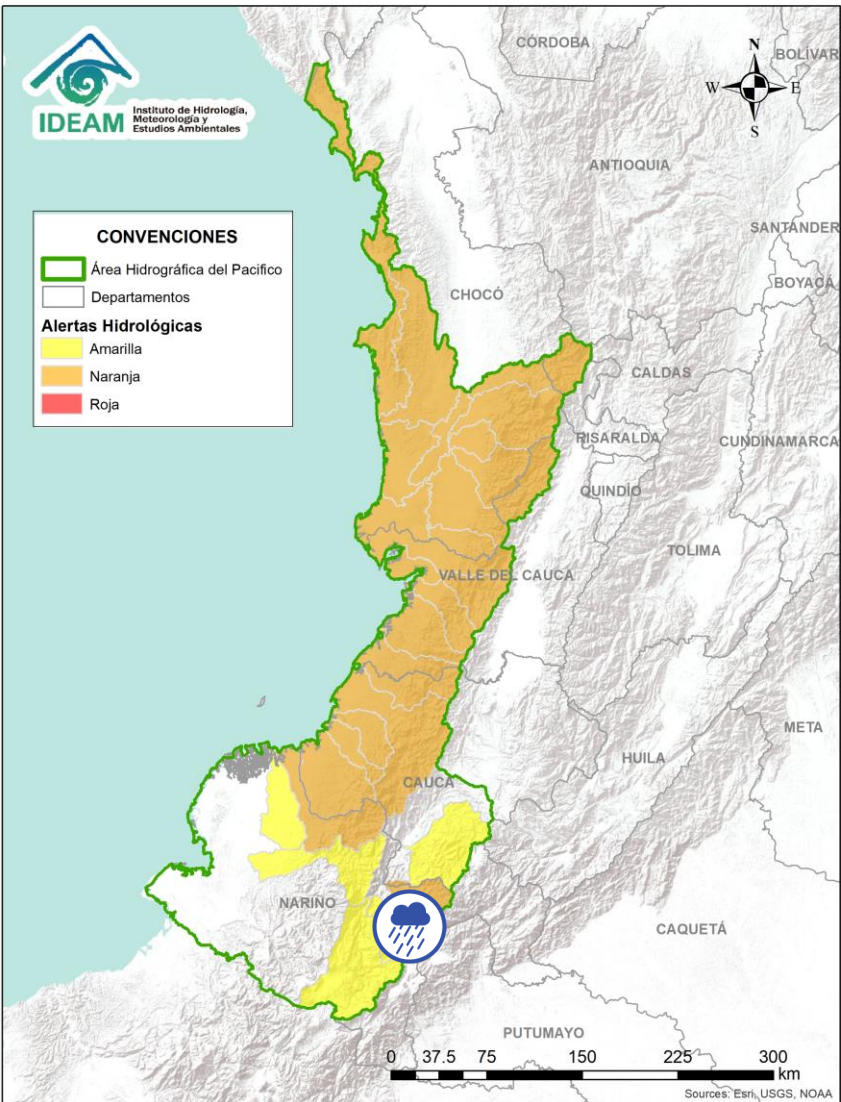 IDEAM
Instituto de Hidrología,
Meteorología y
Estudios Ambientales
N
W
E
S
CÓRDOBA
BOLÍVAR
ANTIOQUIA
SANTANDER
BOYACÁ
CHOCÓ
CONVENCIONES
Área Hidrográfica del Pacifico
Departamentos
Alertas Hidrológicas
Amarilla
Naranja
Roja
CALDAS
RISARALDA
CUNDINAMARCA
QUINDÍO
TOLIMA
VALLE DEL CAUCA
META
HUILA
CAUCA
NARIÑO
CAQUETÁ
PUTUMAYO
0 37.5 75 150 225 300
km
Sources: Esri, USGS, NOAA